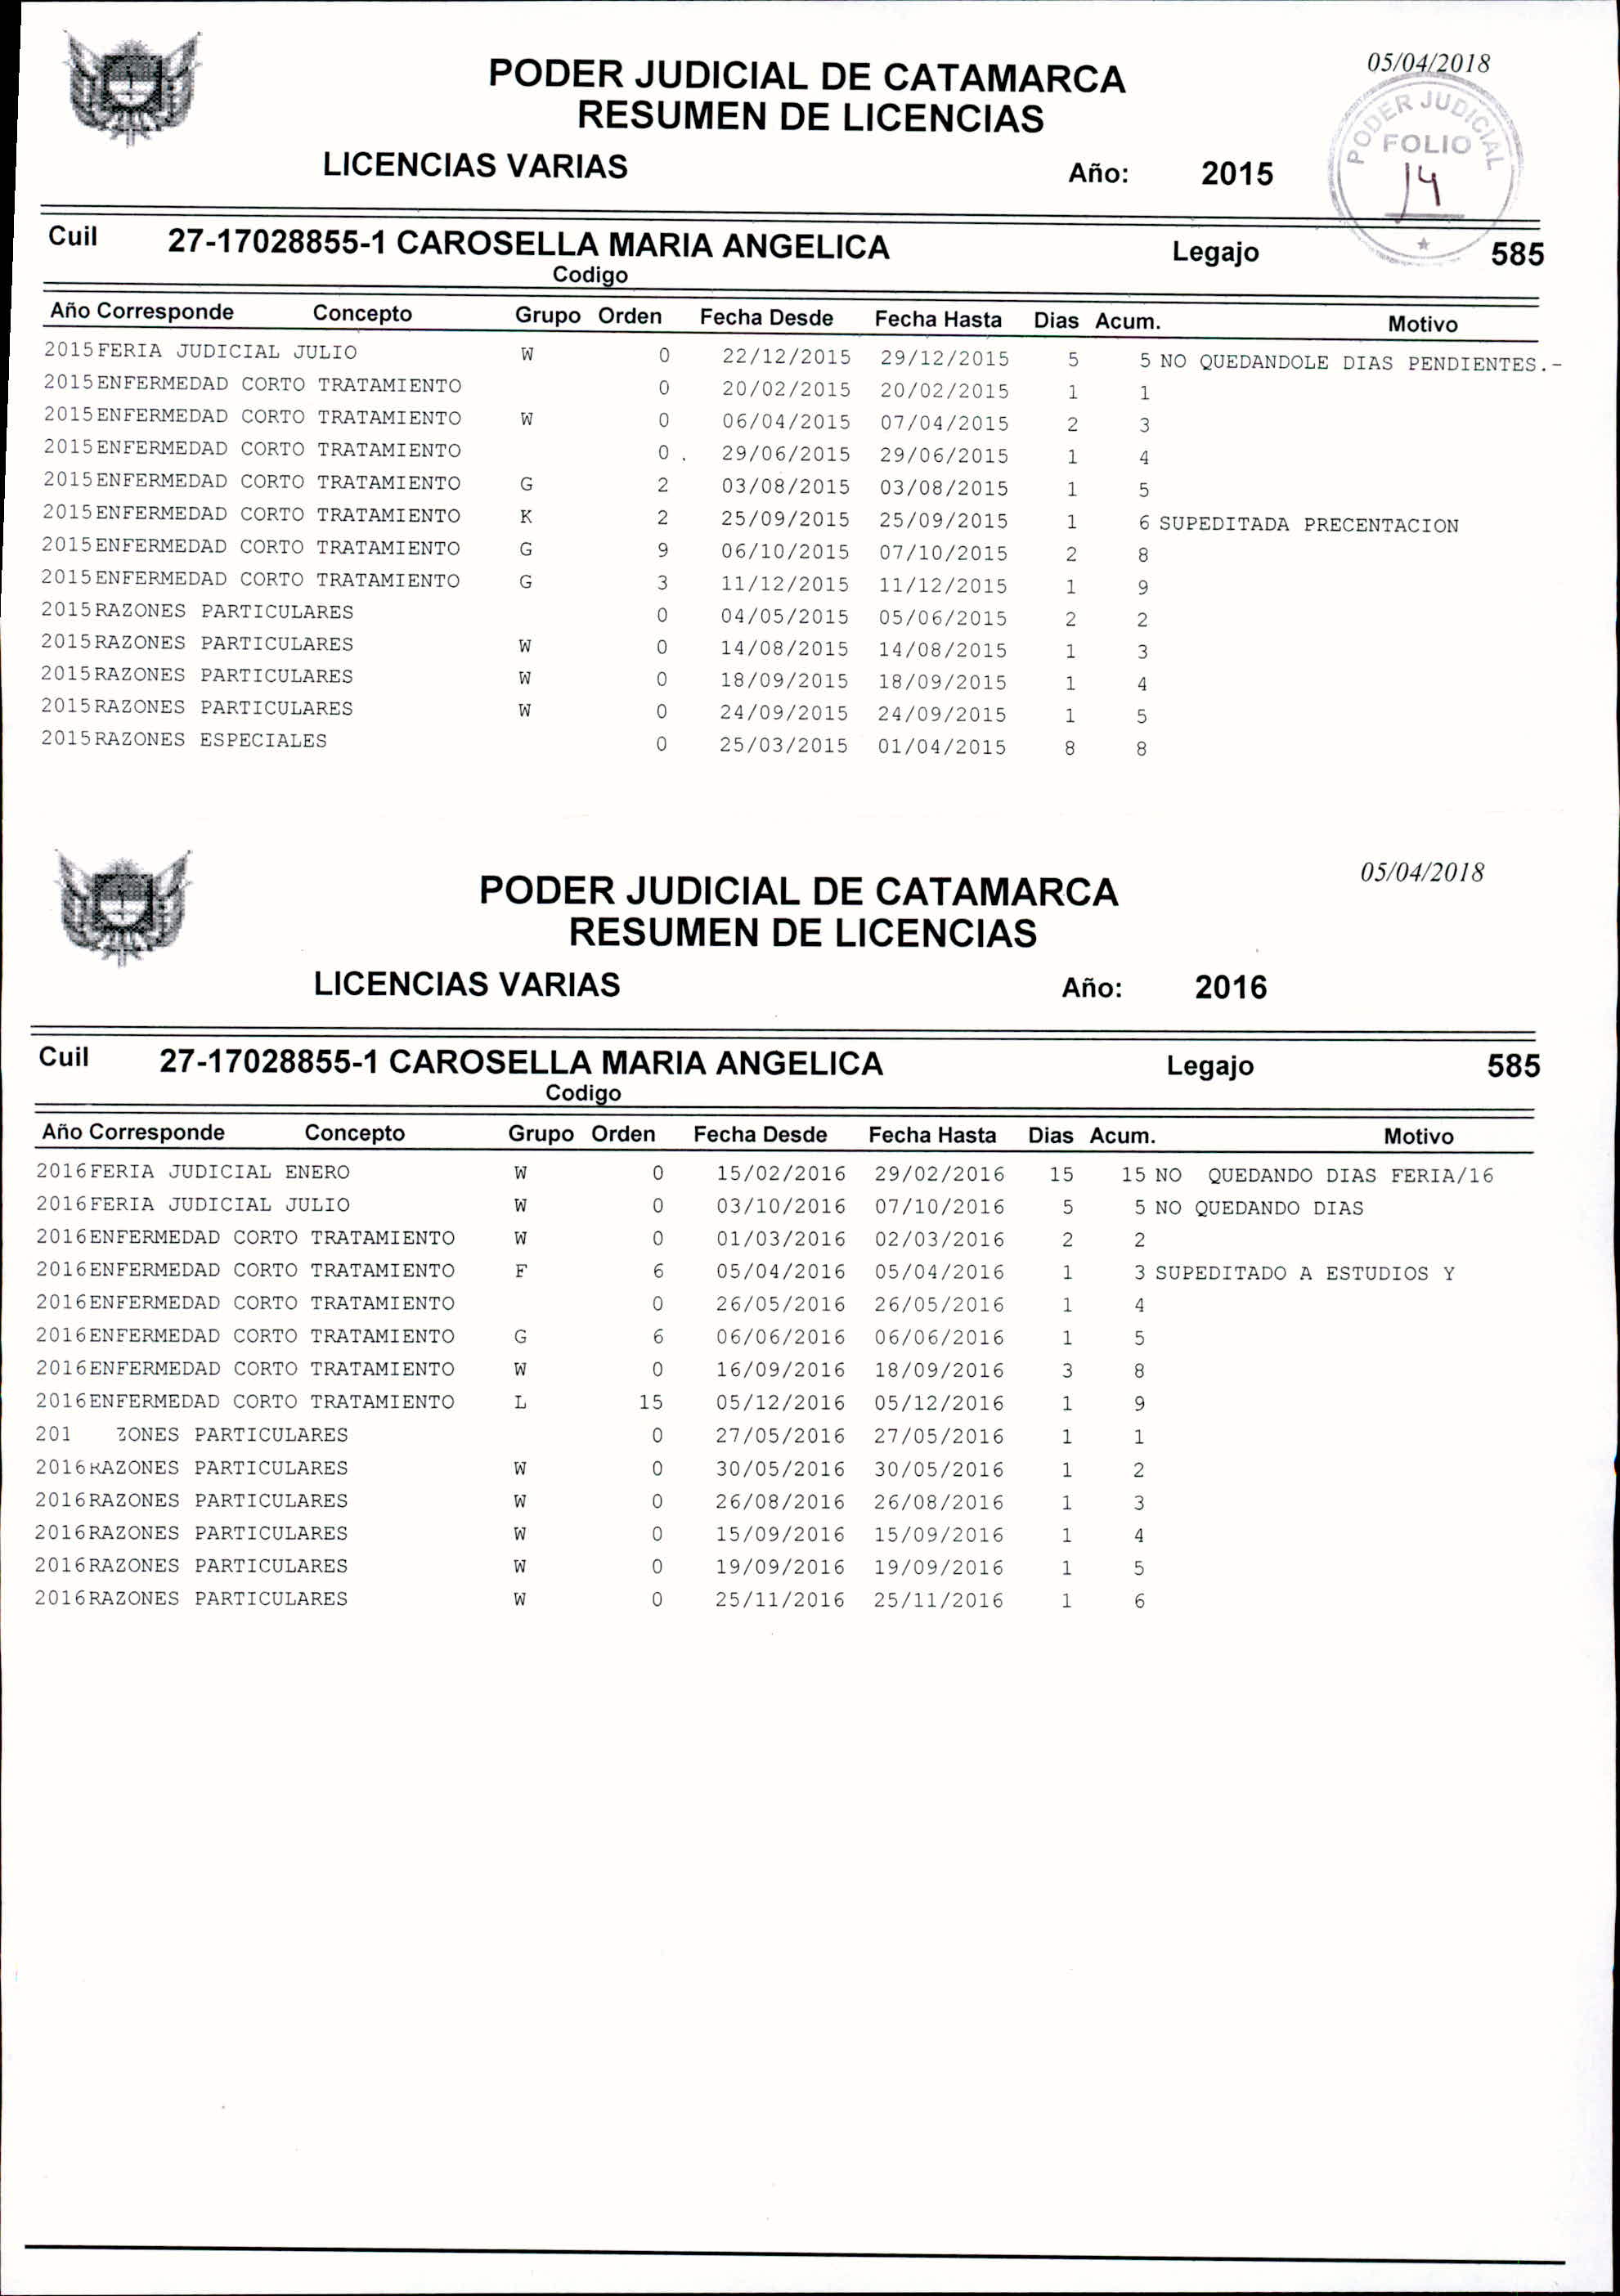 PODER JUDICIAL DE CATAMARCA
05/04/2018
RESUMEN DE LICENCIAS
PODER JUDICIAL
FOLIO
14
LICENCIAS VARIAS Año: 2015
Cuil 27-17028855-1 CAROSELLA MARIA ANGELICA Legajo 585
Codigo
Año Corresponde Concepto Grupo Orden Fecha Desde Fecha Hasta Dias Acum. Motivo
2015 FERIA JUDICIAL JULIO W 0 22/12/2015 29/12/2015 5 5 NO QUEDANDOLE DIAS PENDIENTES.-
2015 ENFERMEDAD CORTO TRATAMIENTO 0 20/02/2015 20/02/2015 1 1
2015 ENFERMEDAD CORTO TRATAMIENTO W 0 06/04/2015 07/04/2015 2 3
2015 ENFERMEDAD CORTO TRATAMIENTO 0 29/06/2015 29/06/2015 1 4
2015 ENFERMEDAD CORTO TRATAMIENTO G 2 03/08/2015 03/08/2015 1 5
2015 ENFERMEDAD CORTO TRATAMIENTO K 2 25/09/2015 25/09/2015 1 6 SUPEDITADA PRECENTACION
2015 ENFERMEDAD CORTO TRATAMIENTO G 9 06/10/2015 07/10/2015 2 8
2015 ENFERMEDAD CORTO TRATAMIENTO G 3 11/12/2015 11/12/2015 1 9
2015 RAZONES PARTICULARES 0 04/05/2015 05/06/2015 2 2
2015 RAZONES PARTICULARES W 0 14/08/2015 14/08/2015 1 3
2015 RAZONES PARTICULARES W 0 18/09/2015 18/09/2015 1 4
2015 RAZONES PARTICULARES W 0 24/09/2015 24/09/2015 1 5
2015 RAZONES ESPECIALES 0 25/03/2015 01/04/2015 8 8
PODER JUDICIAL DE CATAMARCA
05/04/2018
RESUMEN DE LICENCIAS
LICENCIAS VARIAS Año: 2016
Cuil 27-17028855-1 CAROSELLA MARIA ANGELICA Legajo 585
Codigo
Año Corresponde Concepto Grupo Orden Fecha Desde Fecha Hasta Dias Acum. Motivo
2016 FERIA JUDICIAL ENERO W 0 15/02/2016 29/02/2016 15 15 NO QUEDANDO DIAS FERIA/16
2016 FERIA JUDICIAL JULIO W 0 03/10/2016 07/10/2016 5 5 NO QUEDANDO DIAS
2016 ENFERMEDAD CORTO TRATAMIENTO W 0 01/03/2016 02/03/2016 2 2
2016 ENFERMEDAD CORTO TRATAMIENTO F 6 05/04/2016 05/04/2016 1 3 SUPEDITADO A ESTUDIOS Y
2016 ENFERMEDAD CORTO TRATAMIENTO 0 26/05/2016 26/05/2016 1 4
2016 ENFERMEDAD CORTO TRATAMIENTO G 6 06/06/2016 06/06/2016 1 5
2016 ENFERMEDAD CORTO TRATAMIENTO W 0 16/09/2016 18/09/2016 3 8
2016 ENFERMEDAD CORTO TRATAMIENTO L 15 05/12/2016 05/12/2016 1 9
201 ZONES PARTICULARES 0 27/05/2016 27/05/2016 1 1
2016 RAZONES PARTICULARES W 0 30/05/2016 30/05/2016 1 2
2016 RAZONES PARTICULARES W 0 26/08/2016 26/08/2016 1 3
2016 RAZONES PARTICULARES W 0 15/09/2016 15/09/2016 1 4
2016 RAZONES PARTICULARES W 0 19/09/2016 19/09/2016 1 5
2016 RAZONES PARTICULARES W 0 25/11/2016 25/11/2016 1 6